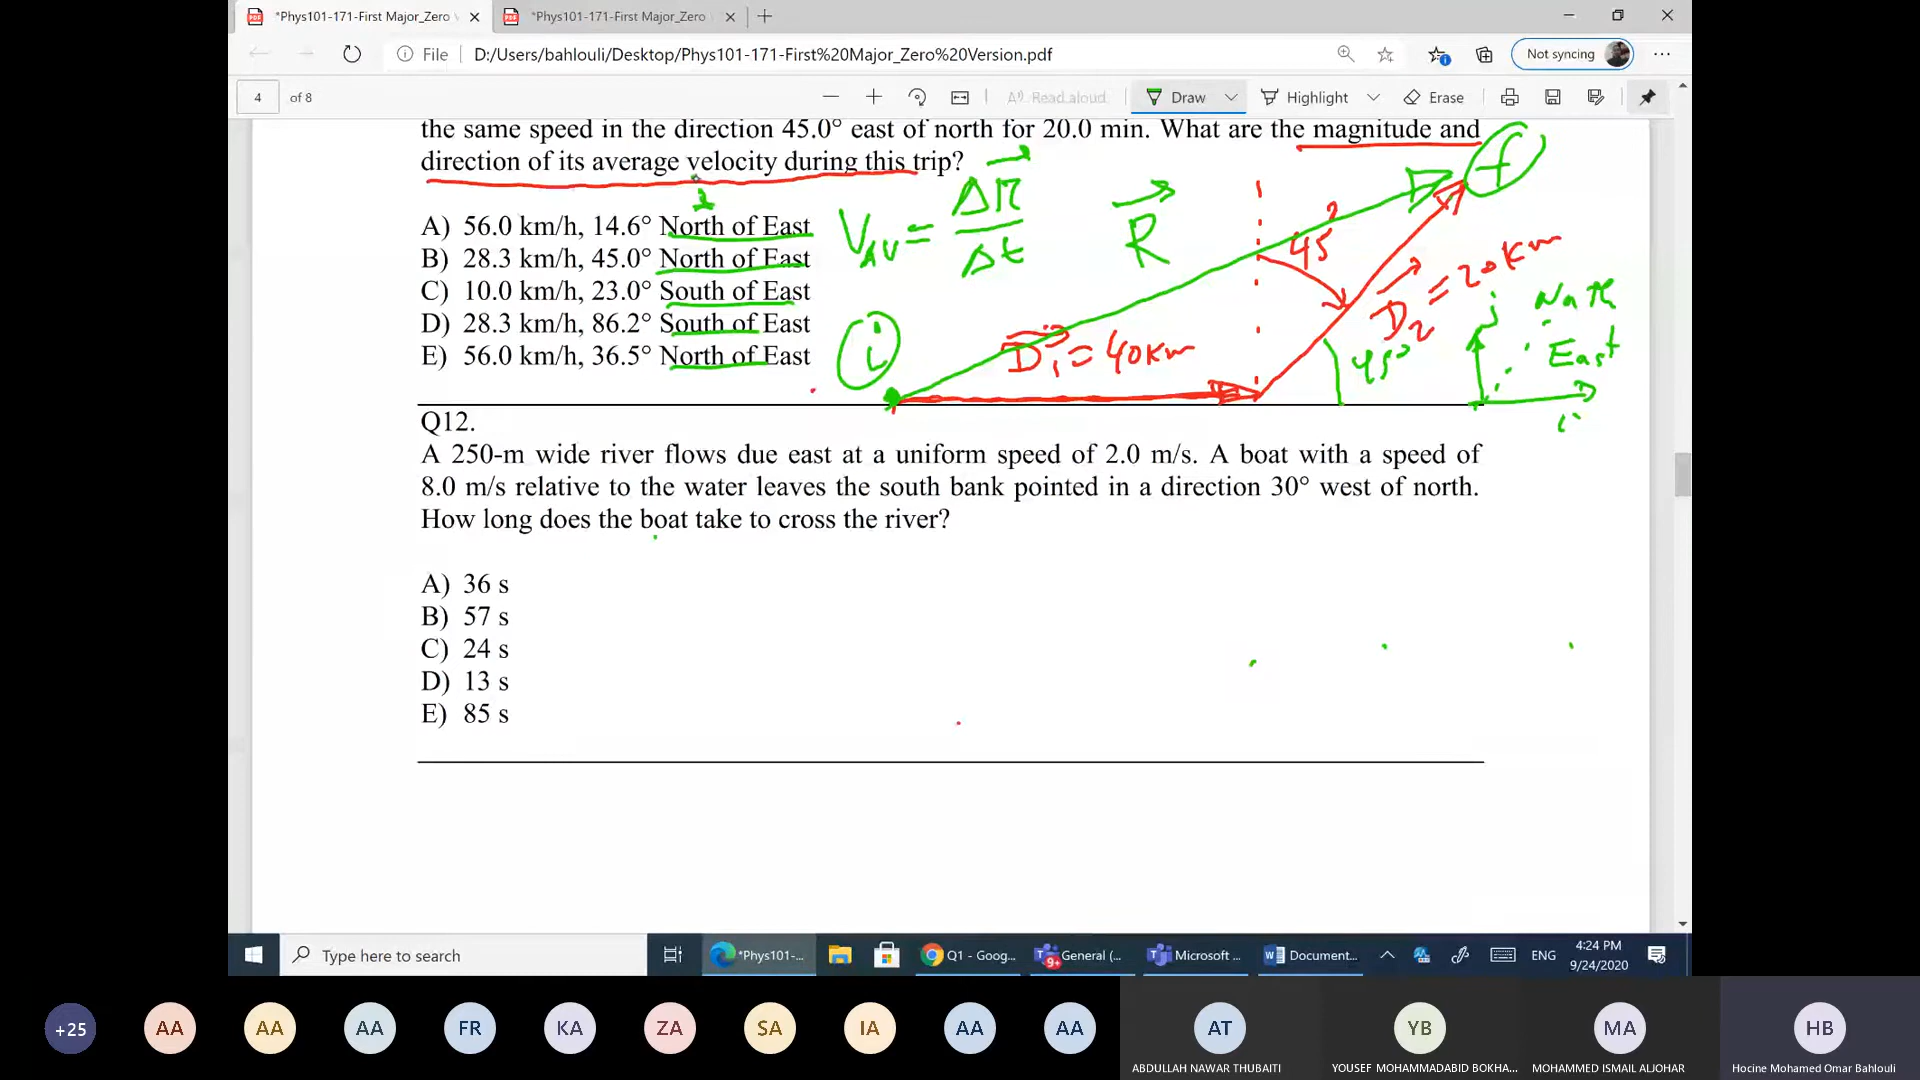 *Phys101-171-First Major_Zero
*Phys101-171-First Major_Zero
File D:/Users/bahlouli/Desktop/Phys101-171-First%20Major_Zero%20Version.pdf
Not syncing
4 of 8
Read aloud
Draw
Highlight
Erase
the same speed in the direction 45.0° east of north for 20.0 min. What are the magnitude and
direction of its average velocity during this trip?
A) 56.0 km/h, 14.6° North of East
B) 28.3 km/h, 45.0° North of East
C) 10.0 km/h, 23.0° South of East
D) 28.3 km/h, 86.2° South of East
E) 56.0 km/h, 36.5° North of East
V_AV = Δr / Δt
R
f
45°
D₂ = 20 Km
i
D₁ = 40 Km
45°
j North
East
i
Q12.
A 250-m wide river flows due east at a uniform speed of 2.0 m/s. A boat with a speed of
8.0 m/s relative to the water leaves the south bank pointed in a direction 30° west of north.
How long does the boat take to cross the river?
A) 36 s
B) 57 s
C) 24 s
D) 13 s
E) 85 s
Type here to search
*Phys101-...
Q1 - Goog...
9+
General (...
Microsoft ...
Document...
ENG
4:24 PM
9/24/2020
+25
AA
AA
AA
FR
KA
ZA
SA
IA
AA
AA
AT
YB
MA
HB
ABDULLAH NAWAR THUBAITI
YOUSEF MOHAMMADABID BOKHA...
MOHAMMED ISMAIL ALJOHAR
Hocine Mohamed Omar Bahlouli